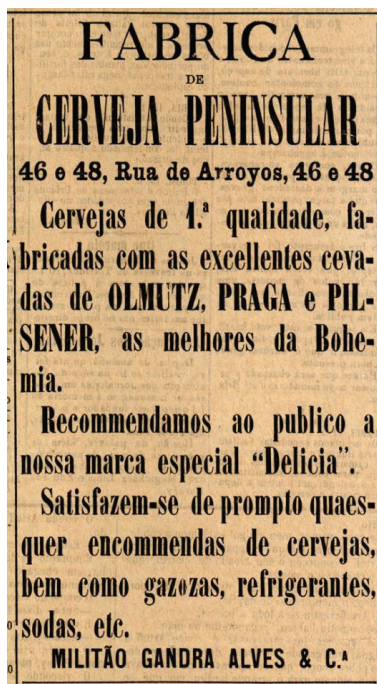 FABRICA
DE
CERVEJA PENINSULAR
46 e 48, Rua de Arroyos, 46 e 48
Cervejas de 1.ª qualidade, fa-
bricadas com as excellentes ceva-
das de OLMUTZ, PRAGA e PIL-
SENER, as melhores da Bohe-
mia.
Recommendamos ao publico a
nossa marca especial "Delicia".
Satisfazem-se de prompto quaes-
quer encommendas de cervejas,
bem como gazozas, refrigerantes,
sodas, etc.
MILITÃO GANDRA ALVES & C.ᴬ